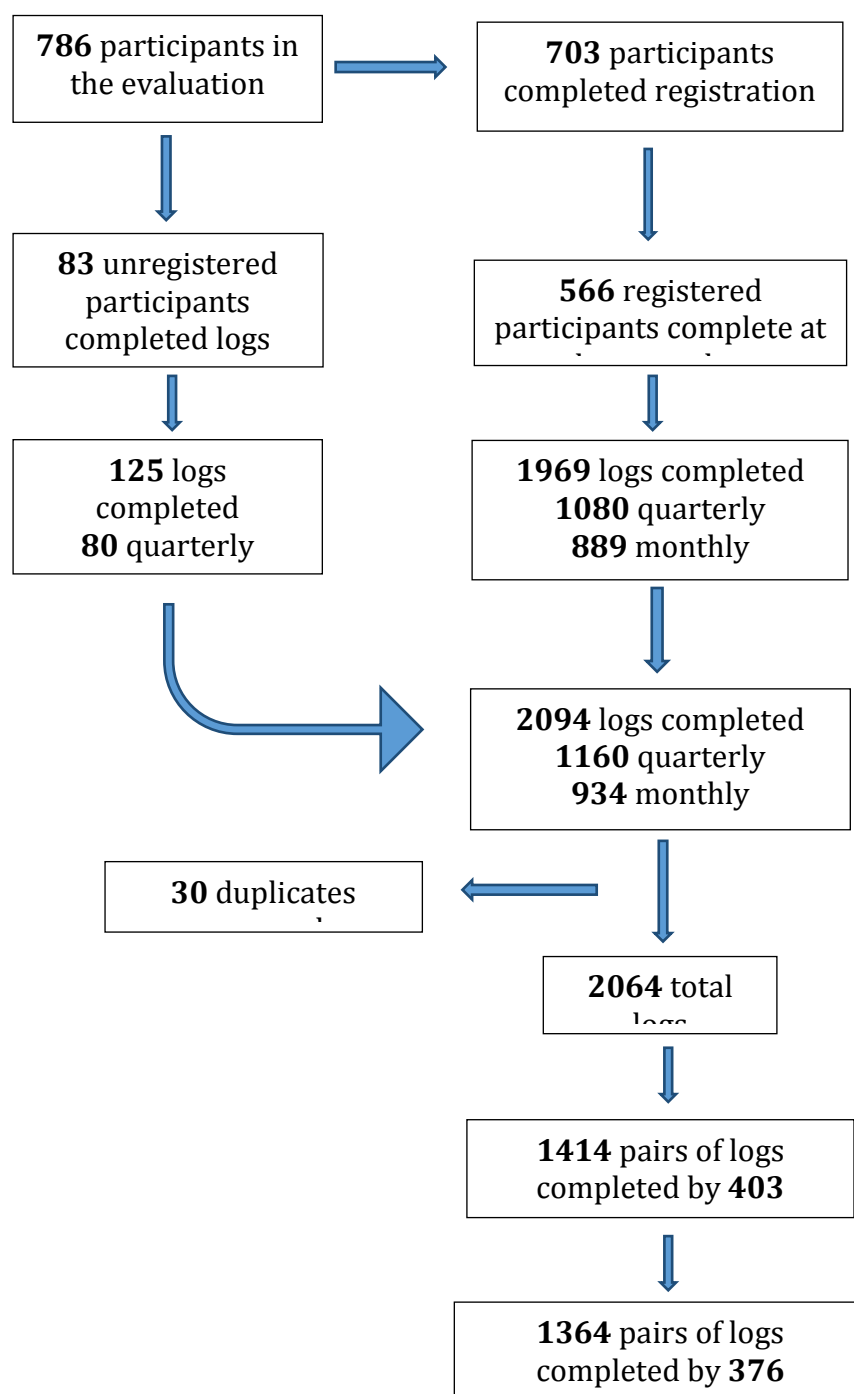 786 participants in
the evaluation
703 participants
completed registration
83 unregistered
participants
completed logs
566 registered
participants complete at
125 logs
completed
80 quarterly
1969 logs completed
1080 quarterly
889 monthly
2094 logs completed
1160 quarterly
934 monthly
30 duplicates
2064 total
logs
1414 pairs of logs
completed by 403
1364 pairs of logs
completed by 376